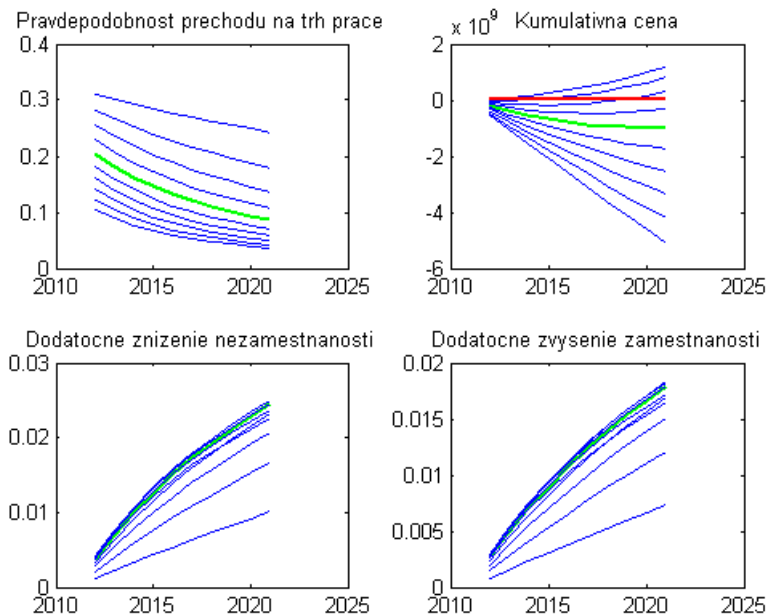 Pravdepodobnost prechodu na trh prace
0.4
0.3
0.2
0.1
0
2010 2015 2020 2025
x 10^9 Kumulativna cena
2
0
-2
-4
-6
2010 2015 2020 2025
Dodatocne znizenie nezamestnanosti
0.03
0.02
0.01
0
2010 2015 2020 2025
Dodatocne zvysenie zamestnanosti
0.02
0.015
0.01
0.005
0
2010 2015 2020 2025